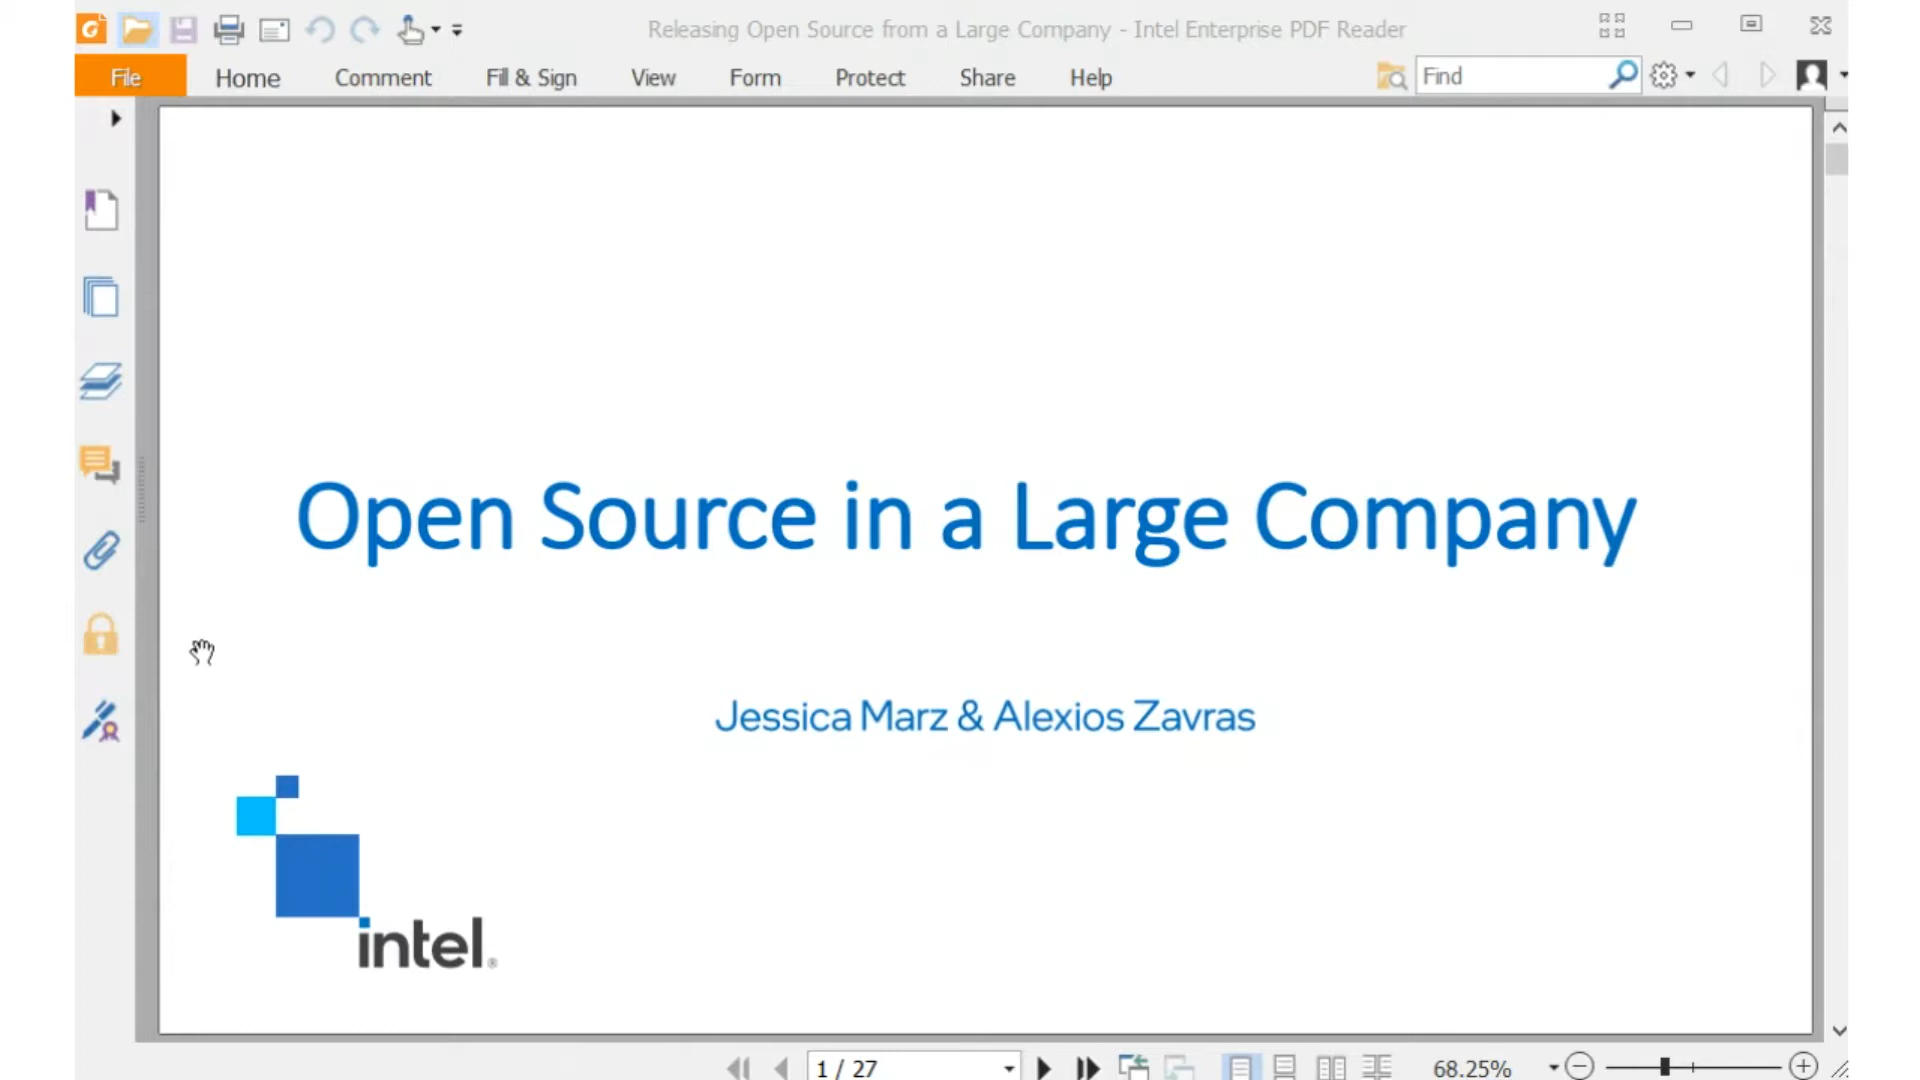 Releasing Open Source from a Large Company - Intel Enterprise PDF Reader
File Home Comment Fill & Sign View Form Protect Share Help Find
Open Source in a Large Company
Jessica Marz & Alexios Zavras
intel®
1 / 27 68.25%